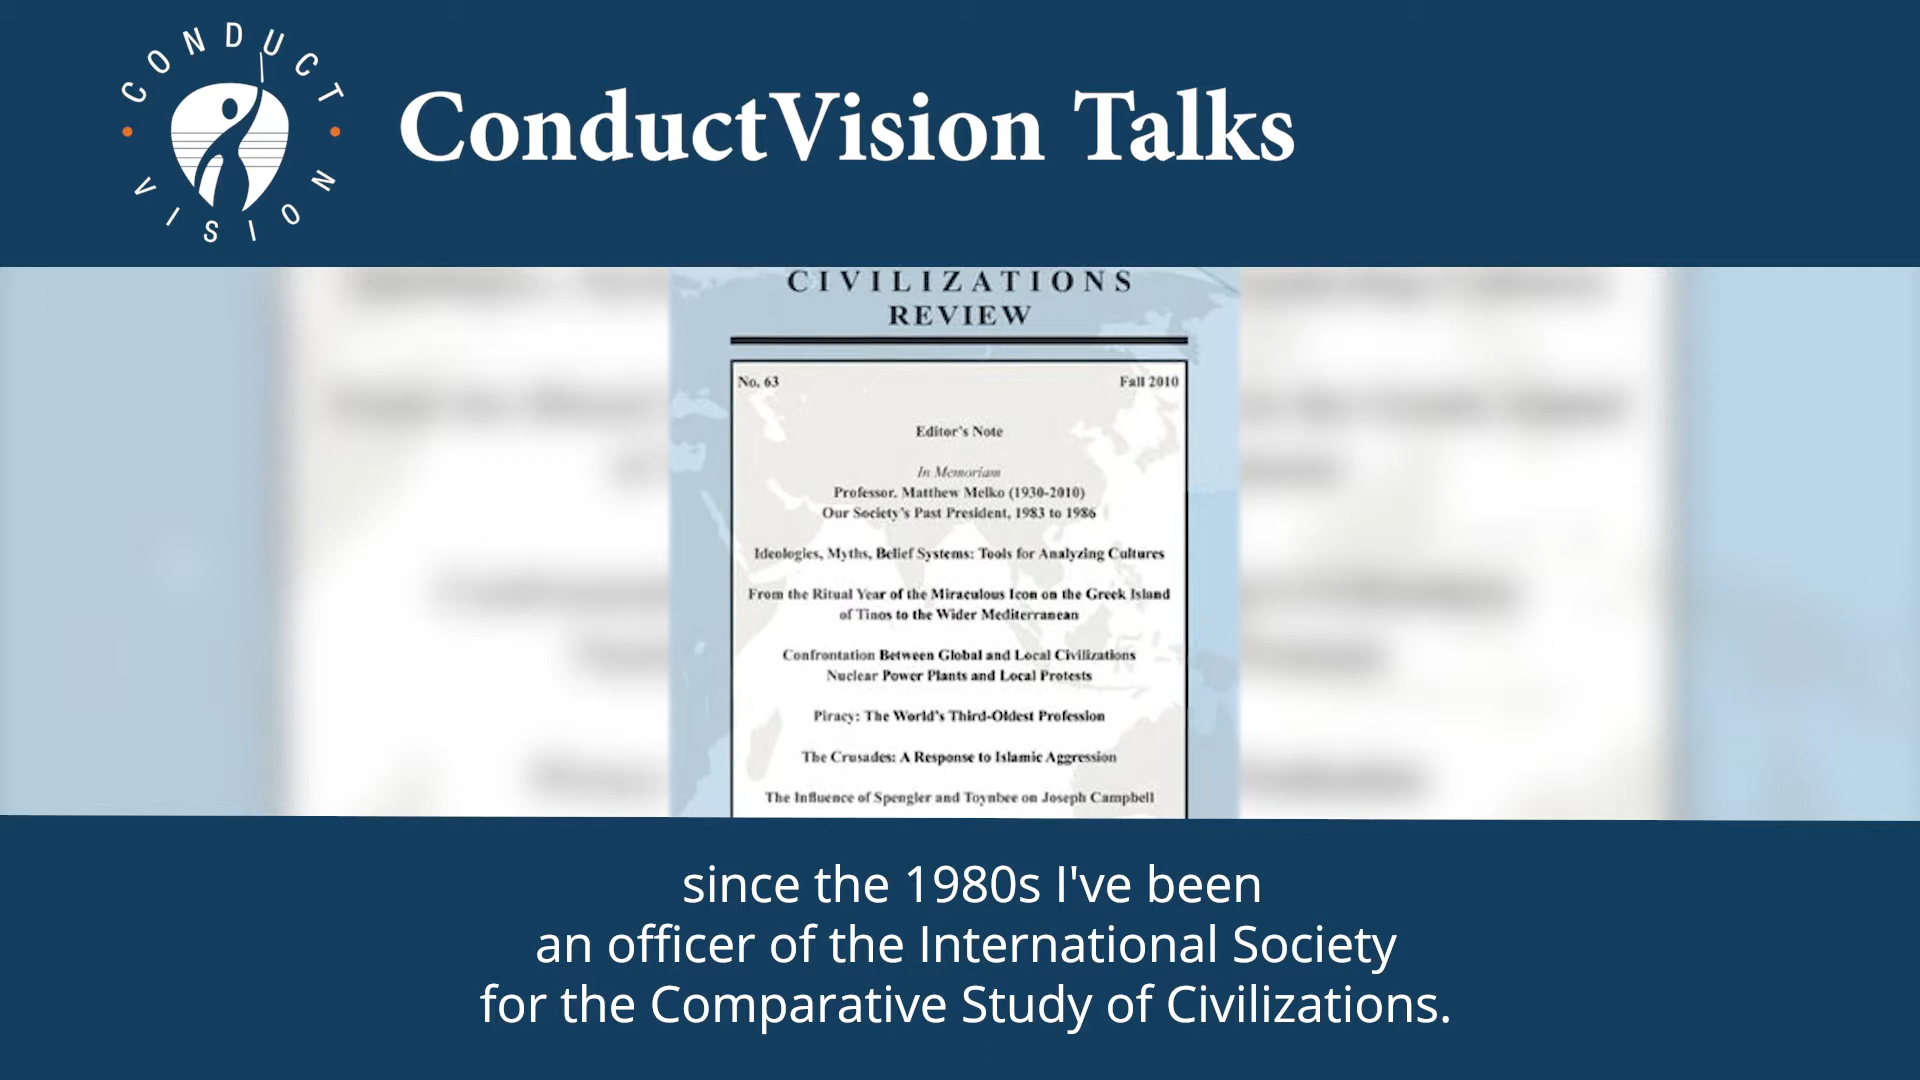 CONDUCT
VISION
ConductVision Talks
CIVILIZATIONS
REVIEW
No. 63 Fall 2010
Editor's Note
In Memoriam
Professor. Matthew Melko (1930-2010)
Our Society's Past President, 1983 to 1986
Ideologies, Myths, Belief Systems: Tools for Analyzing Cultures
From the Ritual Year of the Miraculous Icon on the Greek Island
of Tinos to the Wider Mediterranean
Confrontation Between Global and Local Civilizations
Nuclear Power Plants and Local Protests
Piracy: The World's Third-Oldest Profession
The Crusades: A Response to Islamic Aggression
The Influence of Spengler and Toynbee on Joseph Campbell
since the 1980s I've been
an officer of the International Society
for the Comparative Study of Civilizations.